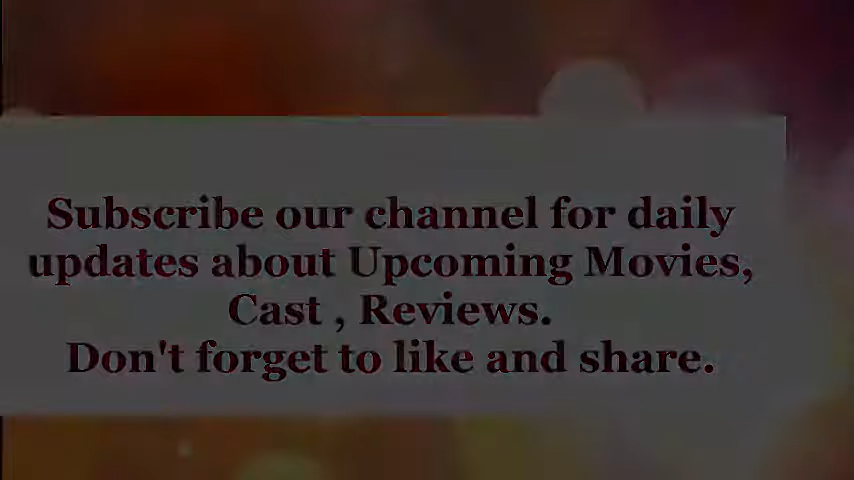 Subscribe our channel for daily
updates about Upcoming Movies,
Cast , Reviews.
Don't forget to like and share.